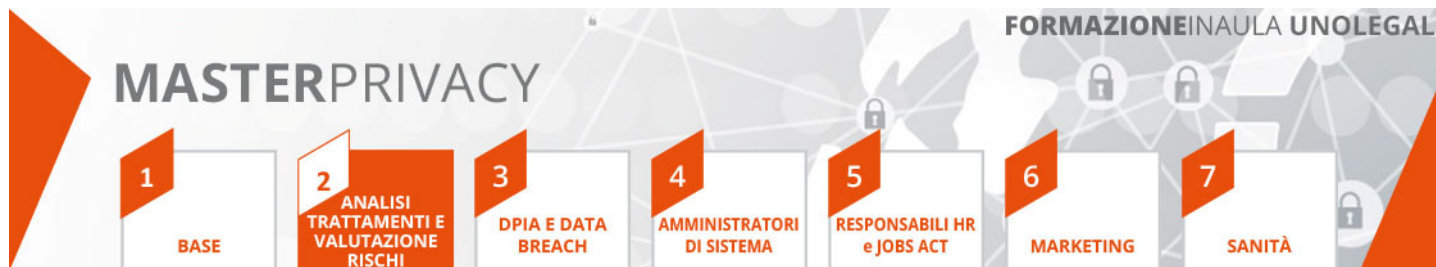 FORMAZIONEINAULA UNOLEGAL
MASTERPRIVACY
1
BASE
2
ANALISI
TRATTAMENTI E
VALUTAZIONE
RISCHI
3
DPIA E DATA
BREACH
4
AMMINISTRATORI
DI SISTEMA
5
RESPONSABILI HR
e JOBS ACT
6
MARKETING
7
SANITÀ